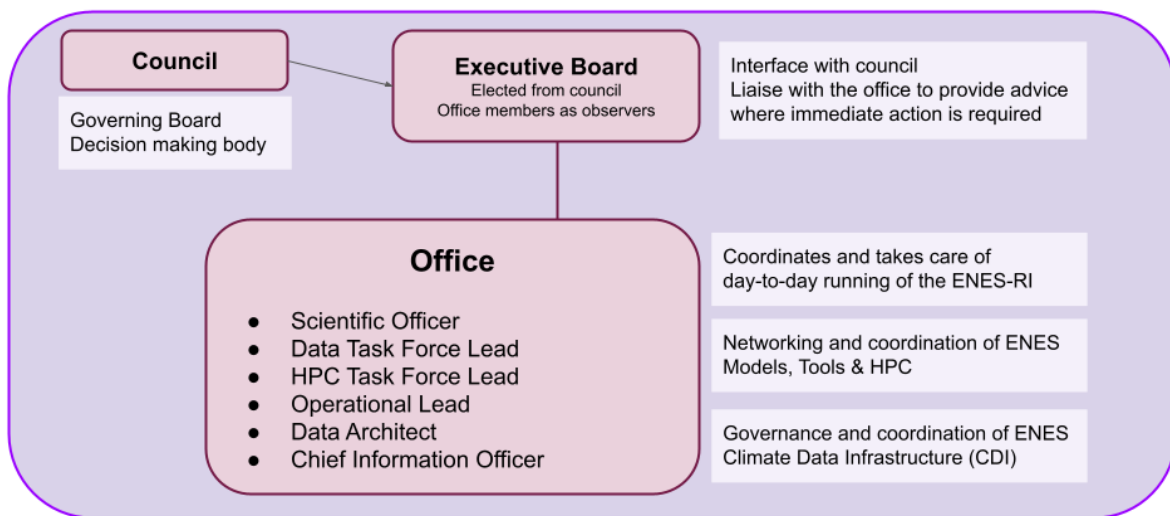 Council
Governing Board
Decision making body
Executive Board
Elected from council
Office members as observers
Interface with council
Liaise with the office to provide advice
where immediate action is required
Office
● Scientific Officer
● Data Task Force Lead
● HPC Task Force Lead
● Operational Lead
● Data Architect
● Chief Information Officer
Coordinates and takes care of
day-to-day running of the ENES-RI
Networking and coordination of ENES
Models, Tools & HPC
Governance and coordination of ENES
Climate Data Infrastructure (CDI)